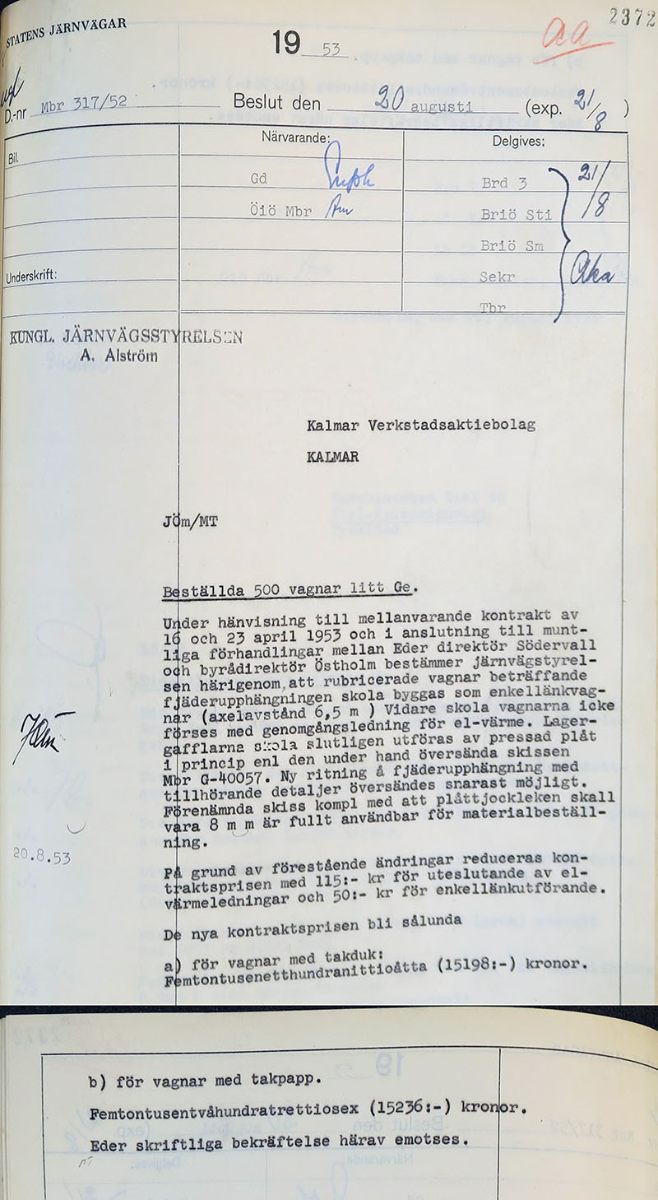 2372
STATENS JÄRNVÄGAR
aa
19 53
D.-nr Mbr 317/52
Beslut den 20 augusti (exp. 21/8)
Närvarande:
Delgives:
Bil.
Gd
Brd 3
21/8
Öiö Mbr
Briö Sti
Briö Sm
Underskrift:
Sekr
Tbr
KUNGL. JÄRNVÄGSSTYRELSEN
A. Alström
Kalmar Verkstadsaktiebolag
KALMAR
Jöm/MT
Beställda 500 vagnar litt Ge.
Under hänvisning till mellanvarande kontrakt av
16 och 23 april 1953 och i anslutning till munt-
liga förhandlingar mellan Eder direktör Södervall
och byrådirektör Östholm bestämmer järnvägstyrel-
sen härigenom, att rubricerade vagnar beträffande
fjäderupphängningen skola byggas som enkellänkvag-
nar (axelavstånd 6,5 m ) Vidare skola vagnarna icke
förses med genomgångsledning för el-värme. Lager-
gafflarna skola slutligen utföras av pressad plåt
i princip enl den under hand översända skissen
Mbr G-40057. Ny ritning å fjäderupphängning med
tillhörande detaljer översändes snarast möjligt.
Förenämnda skiss kompl med att plåttjockleken skall
vara 8 m m är fullt användbar för materialbeställ-
ning.
20.8.53
På grund av förestående ändringar reduceras kon-
traktsprisen med 115:- kr för uteslutande av el-
värmeledningar och 50:- kr för enkellänkutförande.
De nya kontraktsprisen bli sålunda
a) för vagnar med takduk:
Femtontusenetthundranittioåtta (15198:-) kronor.
b) för vagnar med takpapp.
Femtontusentvåhundratrettiosex (15236:-) kronor.
Eder skriftliga bekräftelse härav emotses.